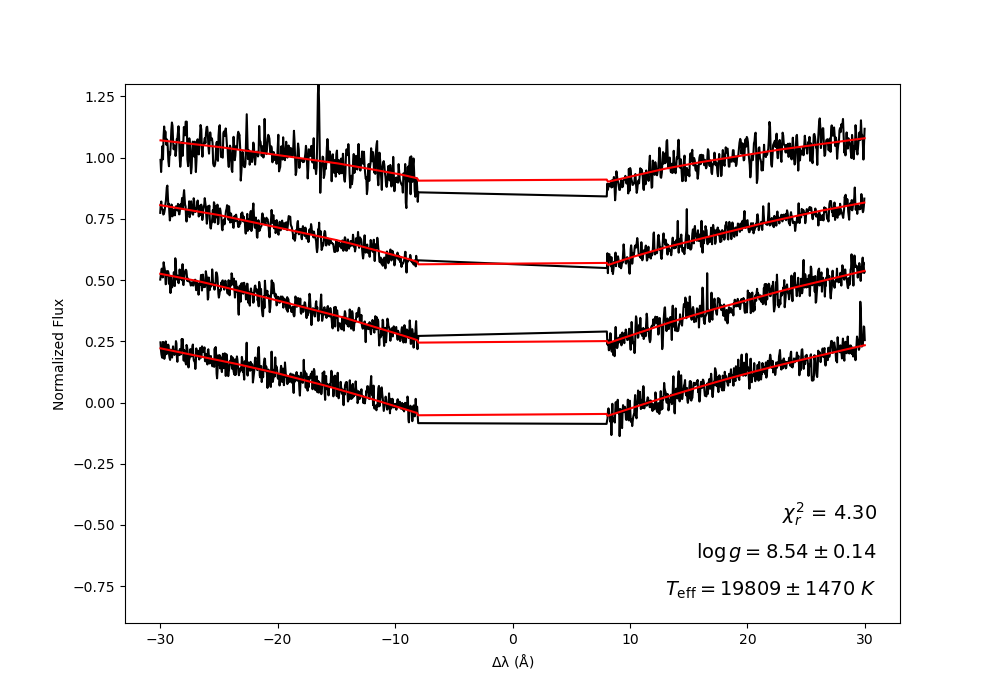 1.25
1.00
0.75
0.50
0.25
0.00
−0.25
−0.50
−0.75
Normalized Flux
χ²ᵣ = 4.30
log g = 8.54 ± 0.14
T_eff = 19809 ± 1470 K
−30 −20 −10 0 10 20 30
Δλ (Å)